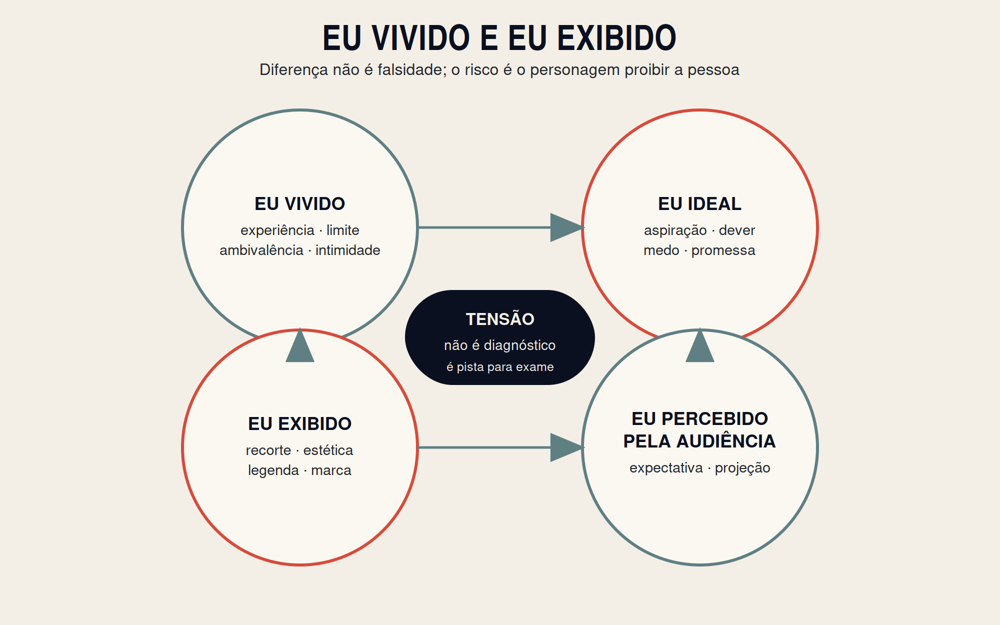 EU VIVIDO E EU EXIBIDO
Diferença não é falsidade; o risco é o personagem proibir a pessoa
EU VIVIDO
experiência · limite
ambivalência · intimidade
EU IDEAL
aspiração · dever
medo · promessa
TENSÃO
não é diagnóstico
é pista para exame
EU EXIBIDO
recorte · estética
legenda · marca
EU PERCEBIDO
PELA AUDIÊNCIA
expectativa · projeção